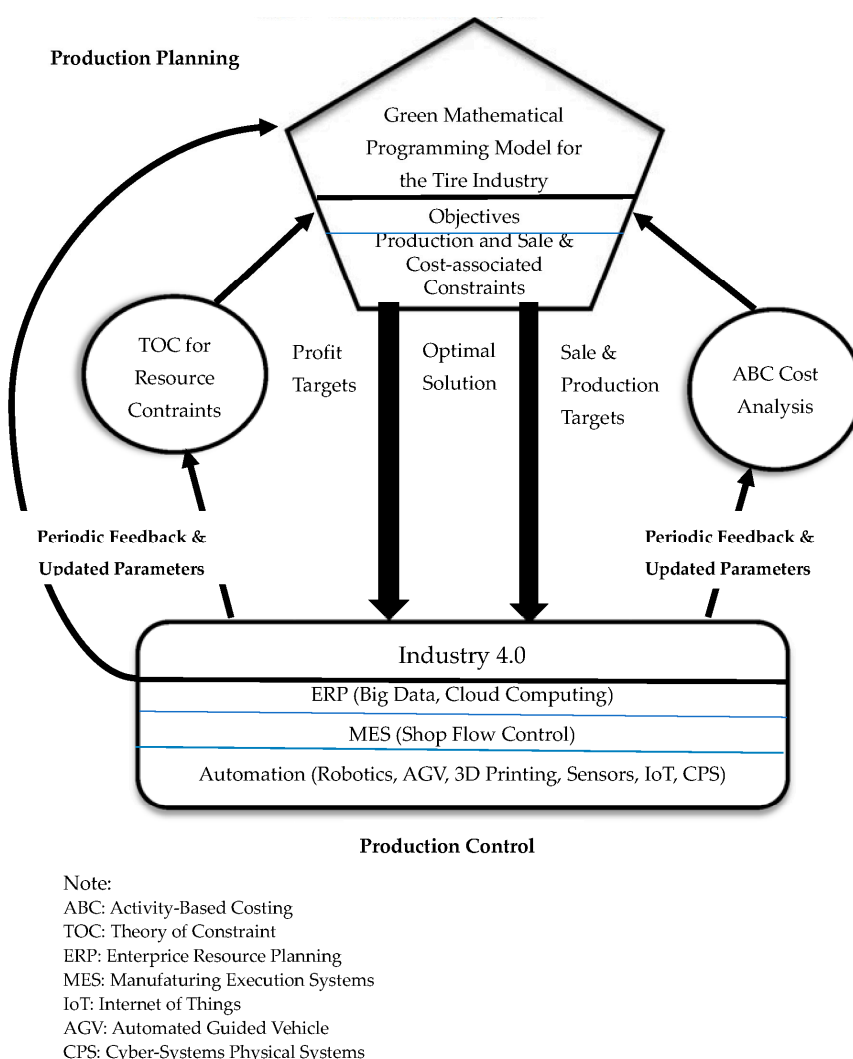 Production Planning
Green Mathematical
Programming Model for
the Tire Industry
Objectives
Production and Sale &
Cost-associated
Constraints
TOC for
Resource
Contraints
Profit
Targets
Optimal
Solution
Sale &
Production
Targets
ABC Cost
Analysis
Periodic Feedback &
Updated Parameters
Periodic Feedback &
Updated Parameters
Industry 4.0
ERP (Big Data, Cloud Computing)
MES (Shop Flow Control)
Automation (Robotics, AGV, 3D Printing, Sensors, IoT, CPS)
Production Control
Note:
ABC: Activity-Based Costing
TOC: Theory of Constraint
ERP: Enterprice Resource Planning
MES: Manufaturing Execution Systems
IoT: Internet of Things
AGV: Automated Guided Vehicle
CPS: Cyber-Systems Physical Systems